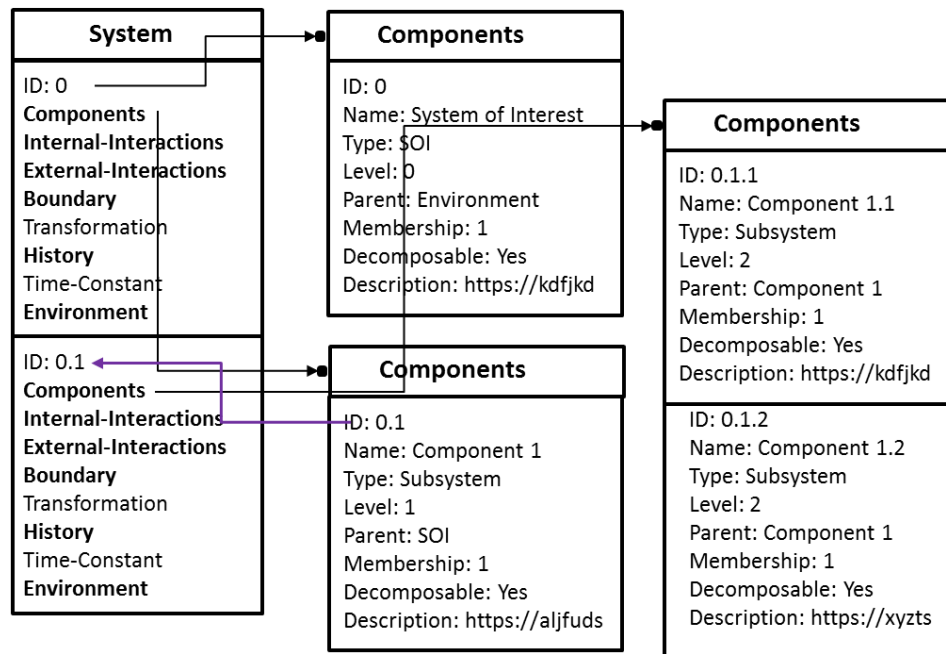 System
ID: 0
Components
Internal-Interactions
External-Interactions
Boundary
Transformation
History
Time-Constant
Environment
ID: 0.1
Components
Internal-Interactions
External-Interactions
Boundary
Transformation
History
Time-Constant
Environment
Components
ID: 0
Name: System of Interest
Type: SOI
Level: 0
Parent: Environment
Membership: 1
Decomposable: Yes
Description: https://kdfjkd
Components
ID: 0.1
Name: Component 1
Type: Subsystem
Level: 1
Parent: SOI
Membership: 1
Decomposable: Yes
Description: https://aljfuds
Components
ID: 0.1.1
Name: Component 1.1
Type: Subsystem
Level: 2
Parent: Component 1
Membership: 1
Decomposable: Yes
Description: https://kdfjkd
ID: 0.1.2
Name: Component 1.2
Type: Subsystem
Level: 2
Parent: Component 1
Membership: 1
Decomposable: Yes
Description: https://xyzts